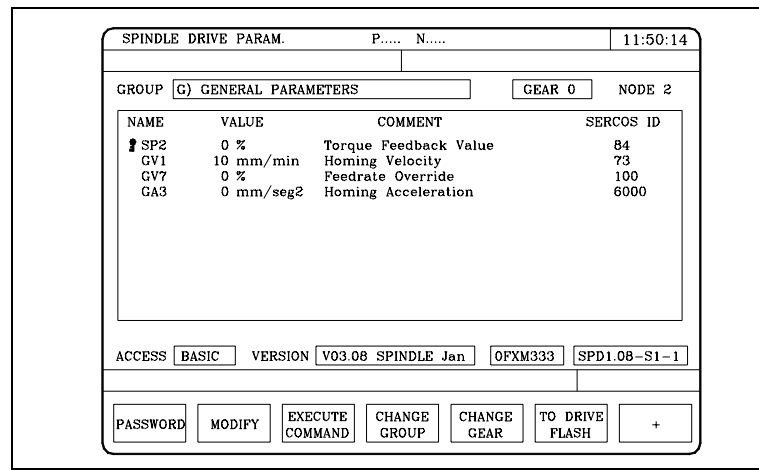 SPINDLE DRIVE PARAM. P..... N..... 11:50:14
GROUP G) GENERAL PARAMETERS GEAR 0 NODE 2
NAME VALUE COMMENT SERCOS ID
SP2 0 % Torque Feedback Value 84
GV1 10 mm/min Homing Velocity 73
GV7 0 % Feedrate Override 100
GA3 0 mm/seg2 Homing Acceleration 6000
ACCESS BASIC VERSION V03.08 SPINDLE Jan 0FXM333 SPD1.08-S1-1
PASSWORD MODIFY EXECUTE COMMAND CHANGE GROUP CHANGE GEAR TO DRIVE FLASH +